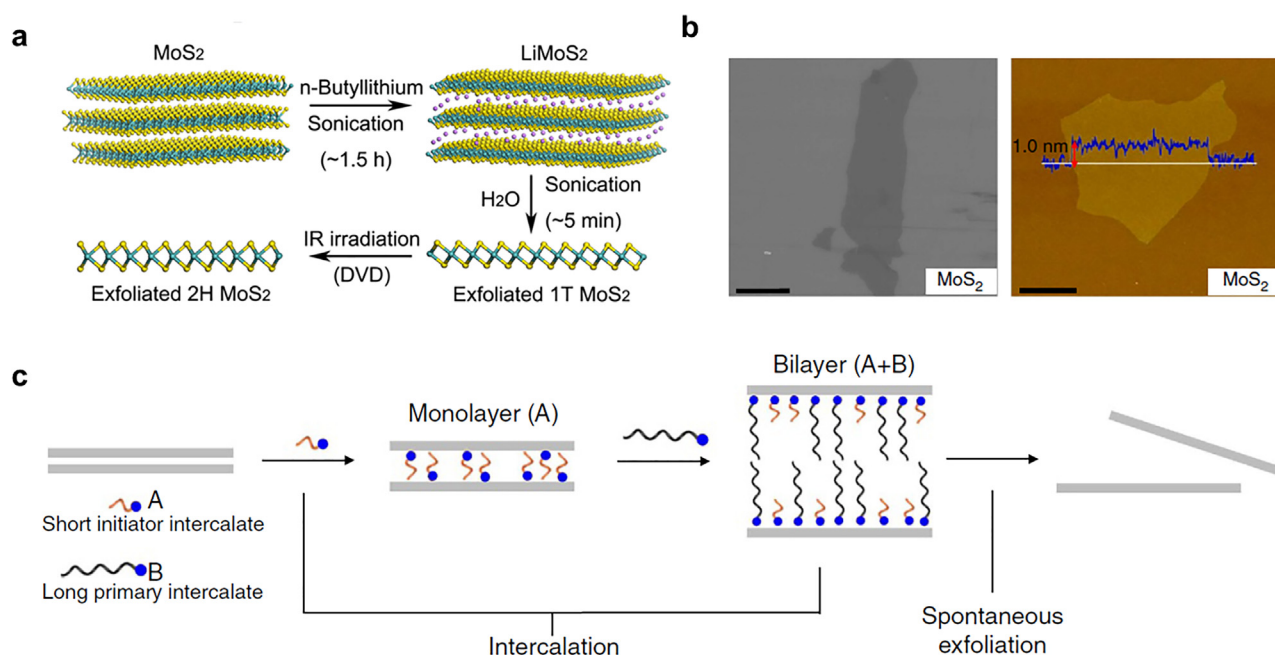 a
MoS2
LiMoS2
n-Butyllithium
Sonication
(~1.5 h)
H2O
Sonication
(~5 min)
IR irradiation
(DVD)
Exfoliated 2H MoS2
Exfoliated 1T MoS2
b
MoS2
1.0 nm
MoS2
c
A
Short initiator intercalate
B
Long primary intercalate
Monolayer (A)
Bilayer (A+B)
Intercalation
Spontaneous
exfoliation